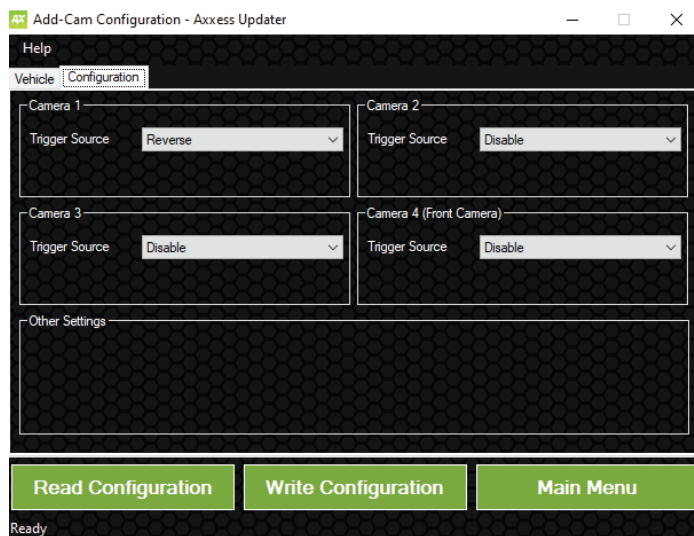 AX Add-Cam Configuration - Axxess Updater
Help
Vehicle Configuration
Camera 1
Trigger Source Reverse
Camera 2
Trigger Source Disable
Camera 3
Trigger Source Disable
Camera 4 (Front Camera)
Trigger Source Disable
Other Settings
Read Configuration Write Configuration Main Menu
Ready